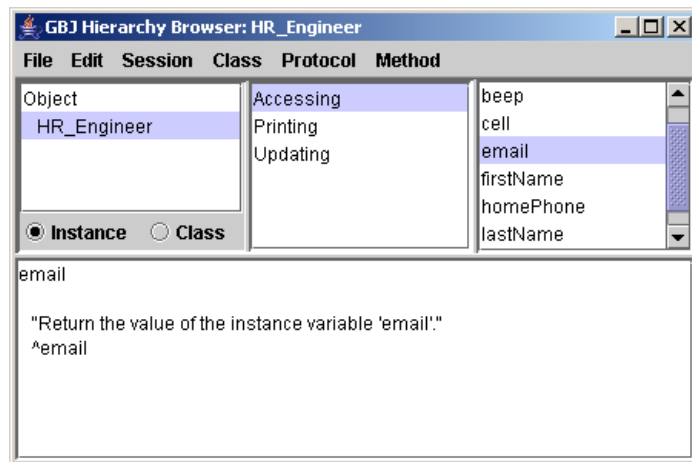 GBJ Hierarchy Browser: HR_Engineer
File Edit Session Class Protocol Method
Object
HR_Engineer
Instance Class
Accessing
Printing
Updating
beep
cell
email
firstName
homePhone
lastName
email
"Return the value of the instance variable 'email'."
^email